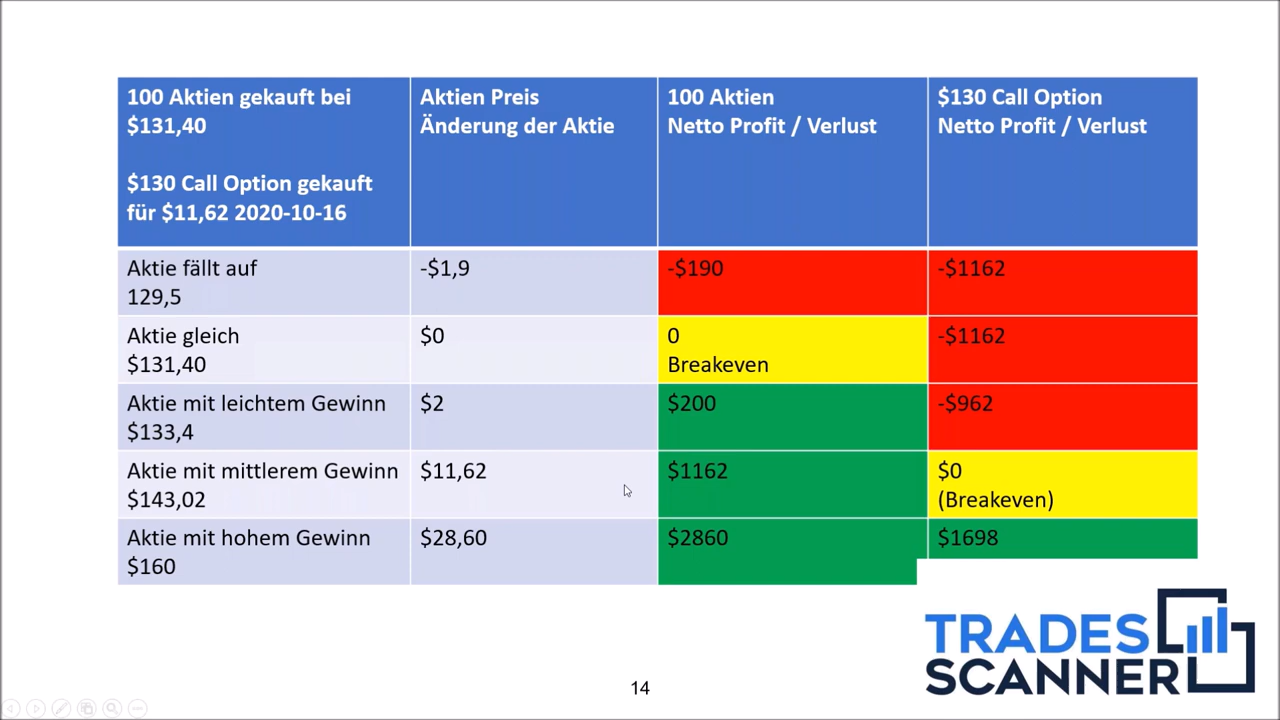 100 Aktien gekauft bei
$131,40
$130 Call Option gekauft
für $11,62 2020-10-16
Aktien Preis
Änderung der Aktie
100 Aktien
Netto Profit / Verlust
$130 Call Option
Netto Profit / Verlust
Aktie fällt auf
129,5
-$1,9
-$190
-$1162
Aktie gleich
$131,40
$0
0
Breakeven
-$1162
Aktie mit leichtem Gewinn
$133,4
$2
$200
-$962
Aktie mit mittlerem Gewinn
$143,02
$11,62
$1162
$0
(Breakeven)
Aktie mit hohem Gewinn
$160
$28,60
$2860
$1698
TRADES
SCANNER
14